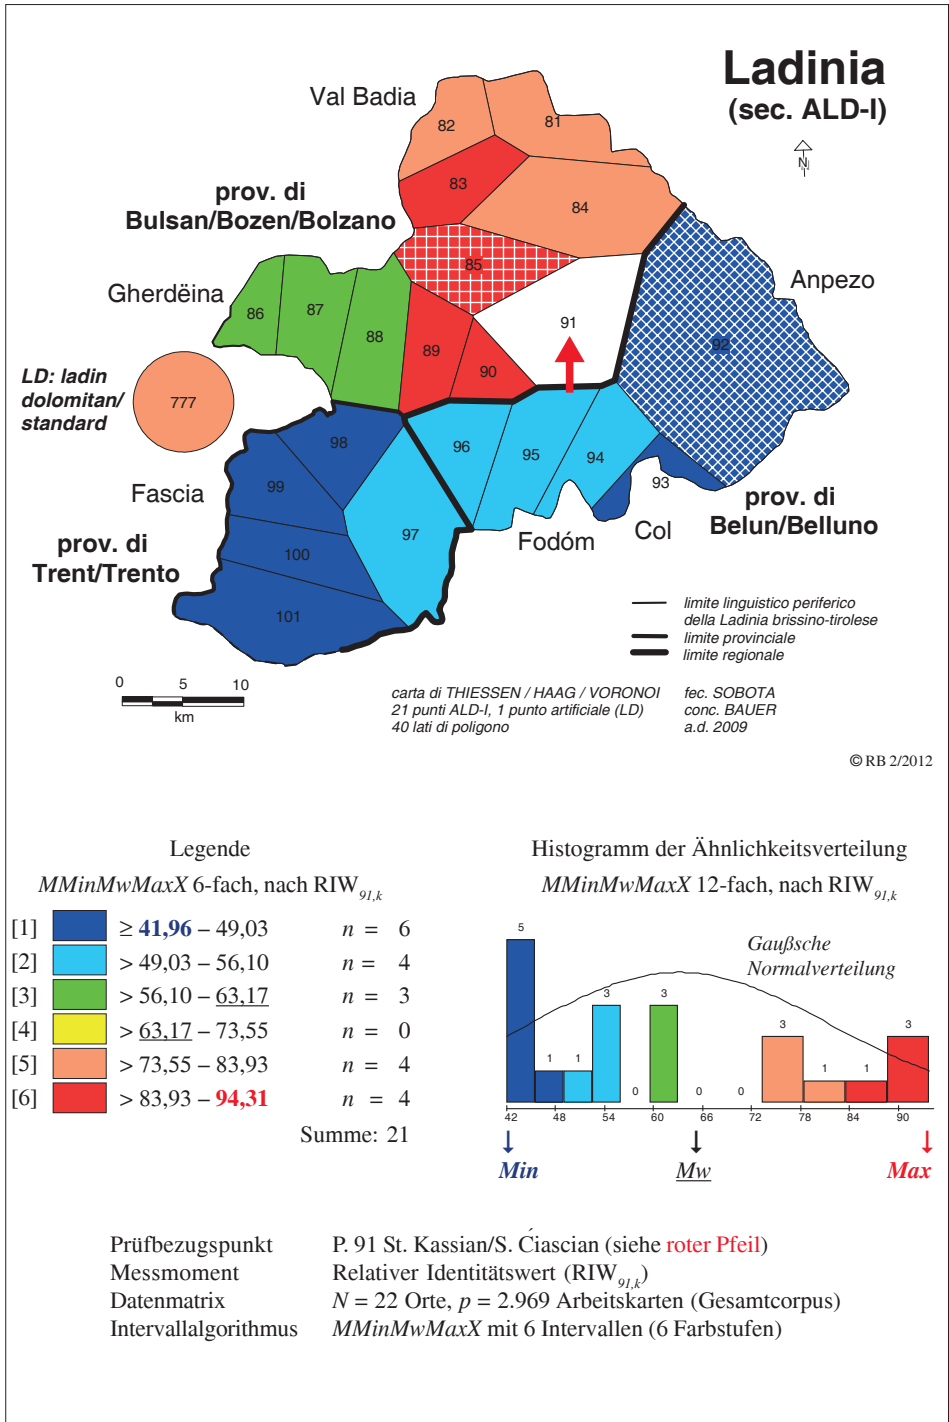 Ladinia
(sec. ALD-I)
N
Val Badia
82
81
83
84
prov. di
Bulsan/Bozen/Bolzano
85
Anpezo
Gherdëina
86
87
88
91
92
89
90
LD: ladin
dolomitan/
standard
777
98
96
95
94
99
93
Fascia
97
Fodóm
Col
prov. di
Belun/Belluno
prov. di
Trent/Trento
100
101
limite linguistico periferico
della Ladinia brissino-tirolese
limite provinciale
limite regionale
0 5 10
km
carta di THIESSEN / HAAG / VORONOI
21 punti ALD-I, 1 punto artificiale (LD)
40 lati di poligono
fec. SOBOTA
conc. BAUER
a.d. 2009
© RB 2/2012
Legende
MMinMwMaxX 6-fach, nach RIW91,k
[1] ≥ 41,96 – 49,03 n = 6
[2] > 49,03 – 56,10 n = 4
[3] > 56,10 – 63,17 n = 3
[4] > 63,17 – 73,55 n = 0
[5] > 73,55 – 83,93 n = 4
[6] > 83,93 – 94,31 n = 4
Summe: 21
Histogramm der Ähnlichkeitsverteilung
MMinMwMaxX 12-fach, nach RIW91,k
Gaußsche
Normalverteilung
5 1 1 3 0 3 0 0 3 1 1 3
42 48 54 60 66 72 78 84 90
Min Mw Max
Prüfbezugspunkt P. 91 St. Kassian/S. Ćiascian (siehe roter Pfeil)
Messmoment Relativer Identitätswert (RIW91,k)
Datenmatrix N = 22 Orte, p = 2.969 Arbeitskarten (Gesamtcorpus)
Intervallalgorithmus MMinMwMaxX mit 6 Intervallen (6 Farbstufen)